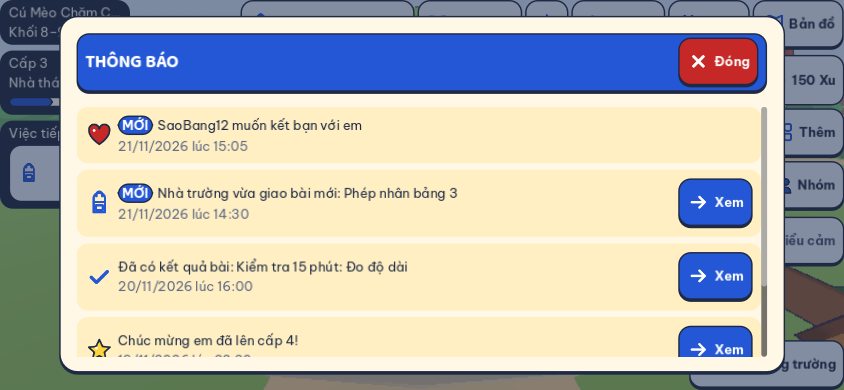 Cú Mèo Chăm C
Khối 8-
Cấp 3
Nhà thá
Việc tiếp
Bản đồ
150 Xu
Thêm
Nhóm
iểu cảm
g trường
THÔNG BÁO
Đóng
MỚI SaoBang12 muốn kết bạn với em
21/11/2026 lúc 15:05
MỚI Nhà trường vừa giao bài mới: Phép nhân bảng 3
21/11/2026 lúc 14:30
Xem
Đã có kết quả bài: Kiểm tra 15 phút: Đo độ dài
20/11/2026 lúc 16:00
Xem
Chúc mừng em đã lên cấp 4!
Xem